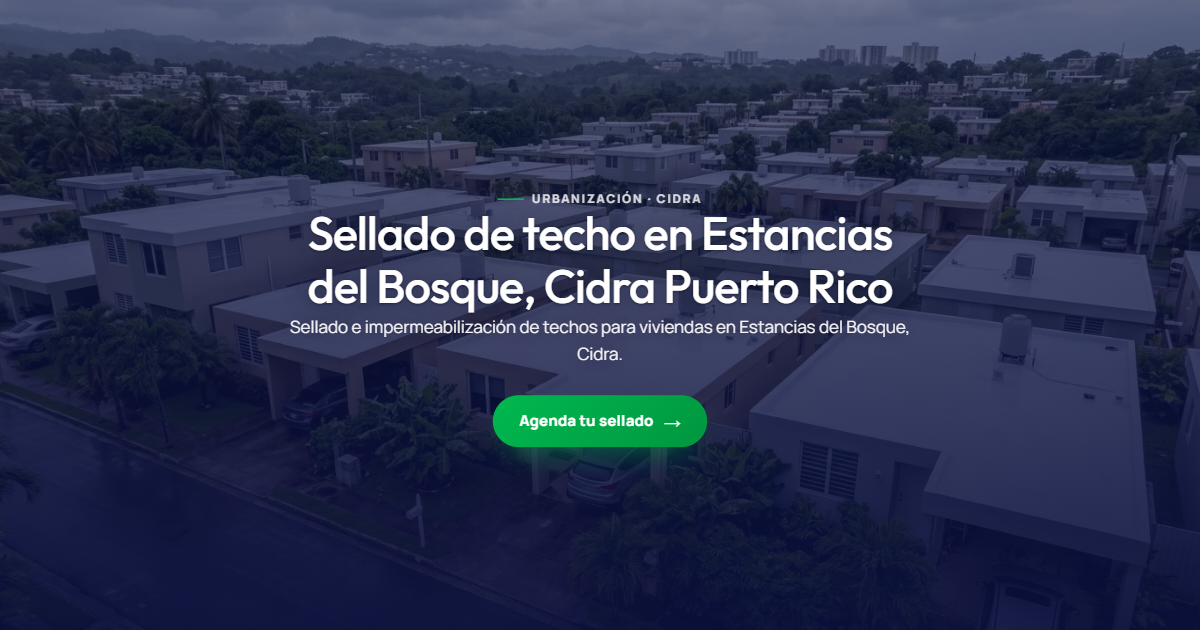 URBANIZACIÓN · CIDRA
Sellado de techo en Estancias
del Bosque, Cidra Puerto Rico
Sellado e impermeabilización de techos para viviendas en Estancias del Bosque,
Cidra.
Agenda tu sellado →